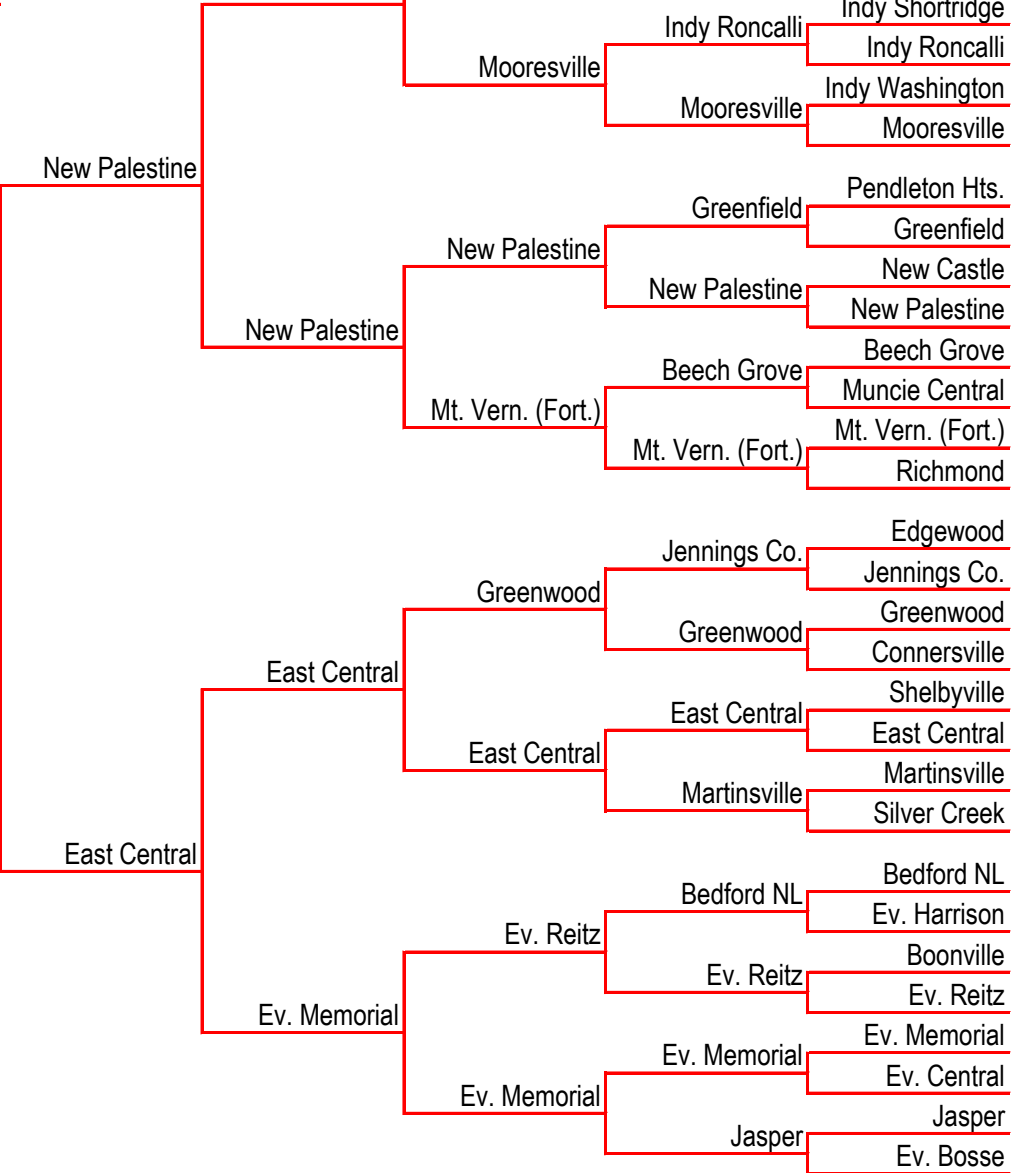 Indy Shortridge
Indy Roncalli
Indy Roncalli
Mooresville
Indy Washington
Mooresville
Mooresville
New Palestine
Pendleton Hts.
Greenfield
Greenfield
New Palestine
New Castle
New Palestine
New Palestine
New Palestine
Beech Grove
Beech Grove
Muncie Central
Mt. Vern. (Fort.)
Mt. Vern. (Fort.)
Mt. Vern. (Fort.)
Richmond
Edgewood
Jennings Co.
Jennings Co.
Greenwood
Greenwood
Greenwood
Connersville
East Central
Shelbyville
East Central
East Central
East Central
Martinsville
Martinsville
Silver Creek
East Central
Bedford NL
Bedford NL
Ev. Harrison
Ev. Reitz
Boonville
Ev. Reitz
Ev. Reitz
Ev. Memorial
Ev. Memorial
Ev. Memorial
Ev. Central
Ev. Memorial
Jasper
Jasper
Ev. Bosse